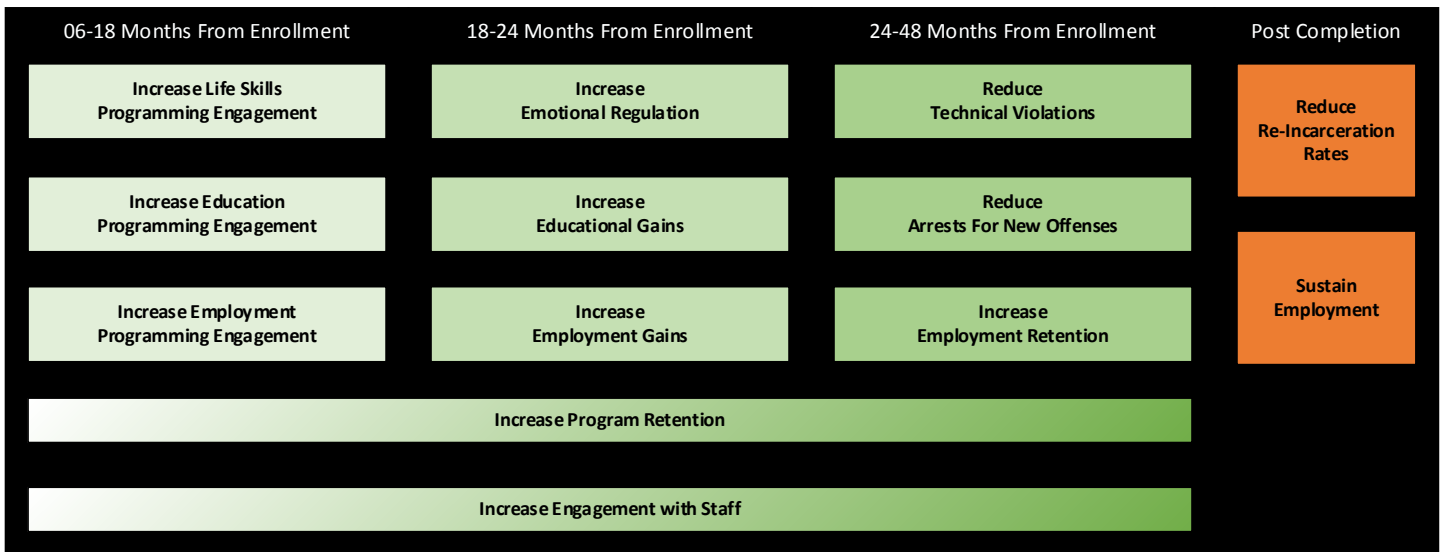 06-18 Months From Enrollment
18-24 Months From Enrollment
24-48 Months From Enrollment
Post Completion
Increase Life Skills
Programming Engagement
Increase
Emotional Regulation
Reduce
Technical Violations
Reduce
Re-Incarceration
Rates
Increase Education
Programming Engagement
Increase
Educational Gains
Reduce
Arrests For New Offenses
Sustain
Employment
Increase Employment
Programming Engagement
Increase
Employment Gains
Increase
Employment Retention
Increase Program Retention
Increase Engagement with Staff